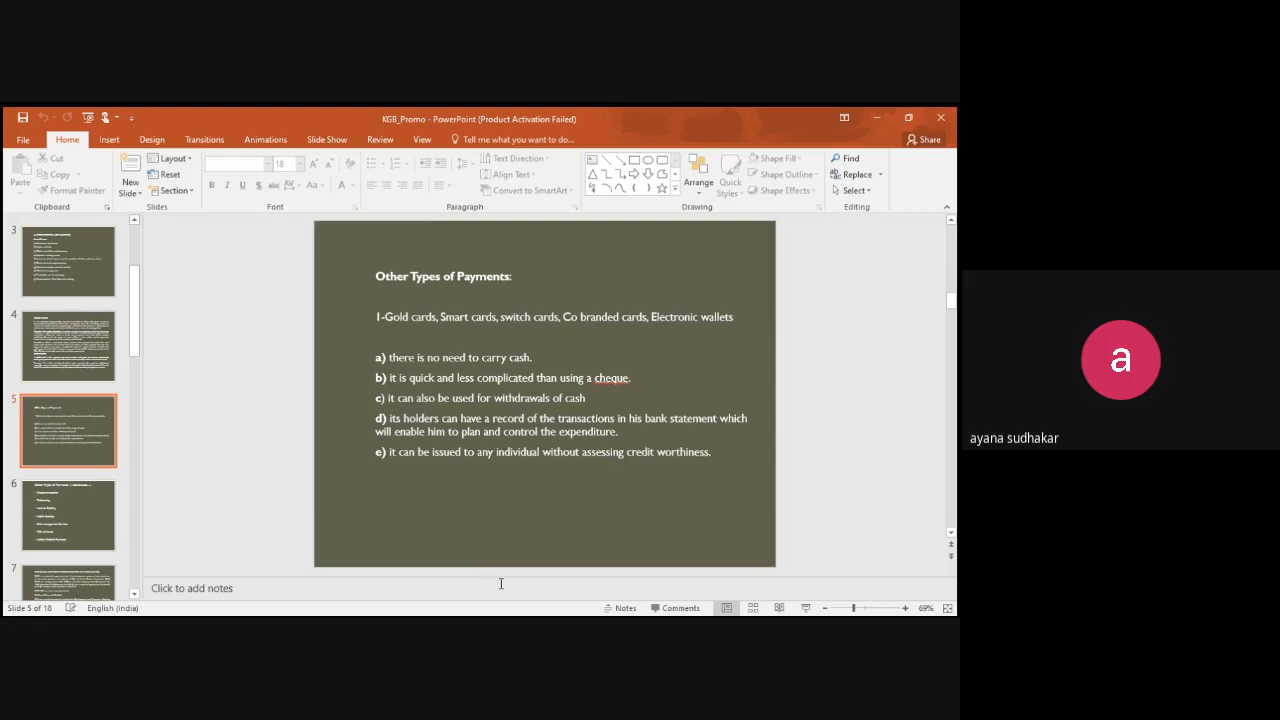 KGB_Promo - PowerPoint (Product Activation Failed)
File Home Insert Design Transitions Animations Slide Show Review View Tell me what you want to do... Share
Paste Cut Copy Format Painter
Clipboard
New Slide Layout Reset Section
Slides
18
Font
Text Direction Align Text Convert to SmartArt
Paragraph
Arrange Quick Styles Shape Fill Shape Outline Shape Effects
Drawing
Find Replace Select
Editing
3
4
5
6
7
Other Types of Payments:
1-Gold cards, Smart cards, switch cards, Co branded cards, Electronic wallets
a) there is no need to carry cash.
b) it is quick and less complicated than using a cheque.
c) it can also be used for withdrawals of cash
d) its holders can have a record of the transactions in his bank statement which
will enable him to plan and control the expenditure.
e) it can be issued to any individual without assessing credit worthiness.
Click to add notes
Slide 5 of 18 English (India) Notes Comments 69%
a
ayana sudhakar